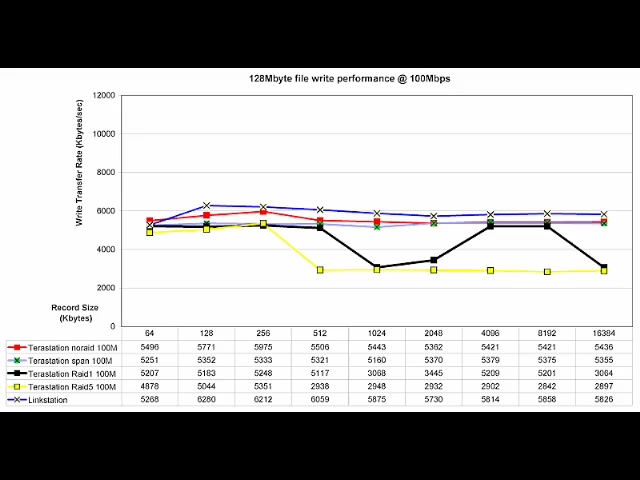 128Mbyte file write performance @ 100Mbps
Write Transfer Rate (Kbytes/sec)
12000
10000
8000
6000
4000
2000
0
Record Size
(Kbytes)
64 128 256 512 1024 2048 4096 8192 16384
Terastation noraid 100M 5496 5771 5975 5506 5443 5362 5421 5421 5436
Terastation span 100M 5251 5352 5333 5321 5160 5370 5379 5375 5355
Terastation Raid1 100M 5207 5183 5248 5117 3068 3445 5209 5201 3064
Terastation Raid5 100M 4878 5044 5351 2938 2948 2932 2902 2842 2897
Linkstation 5268 6280 6212 6059 5875 5730 5814 5858 5826